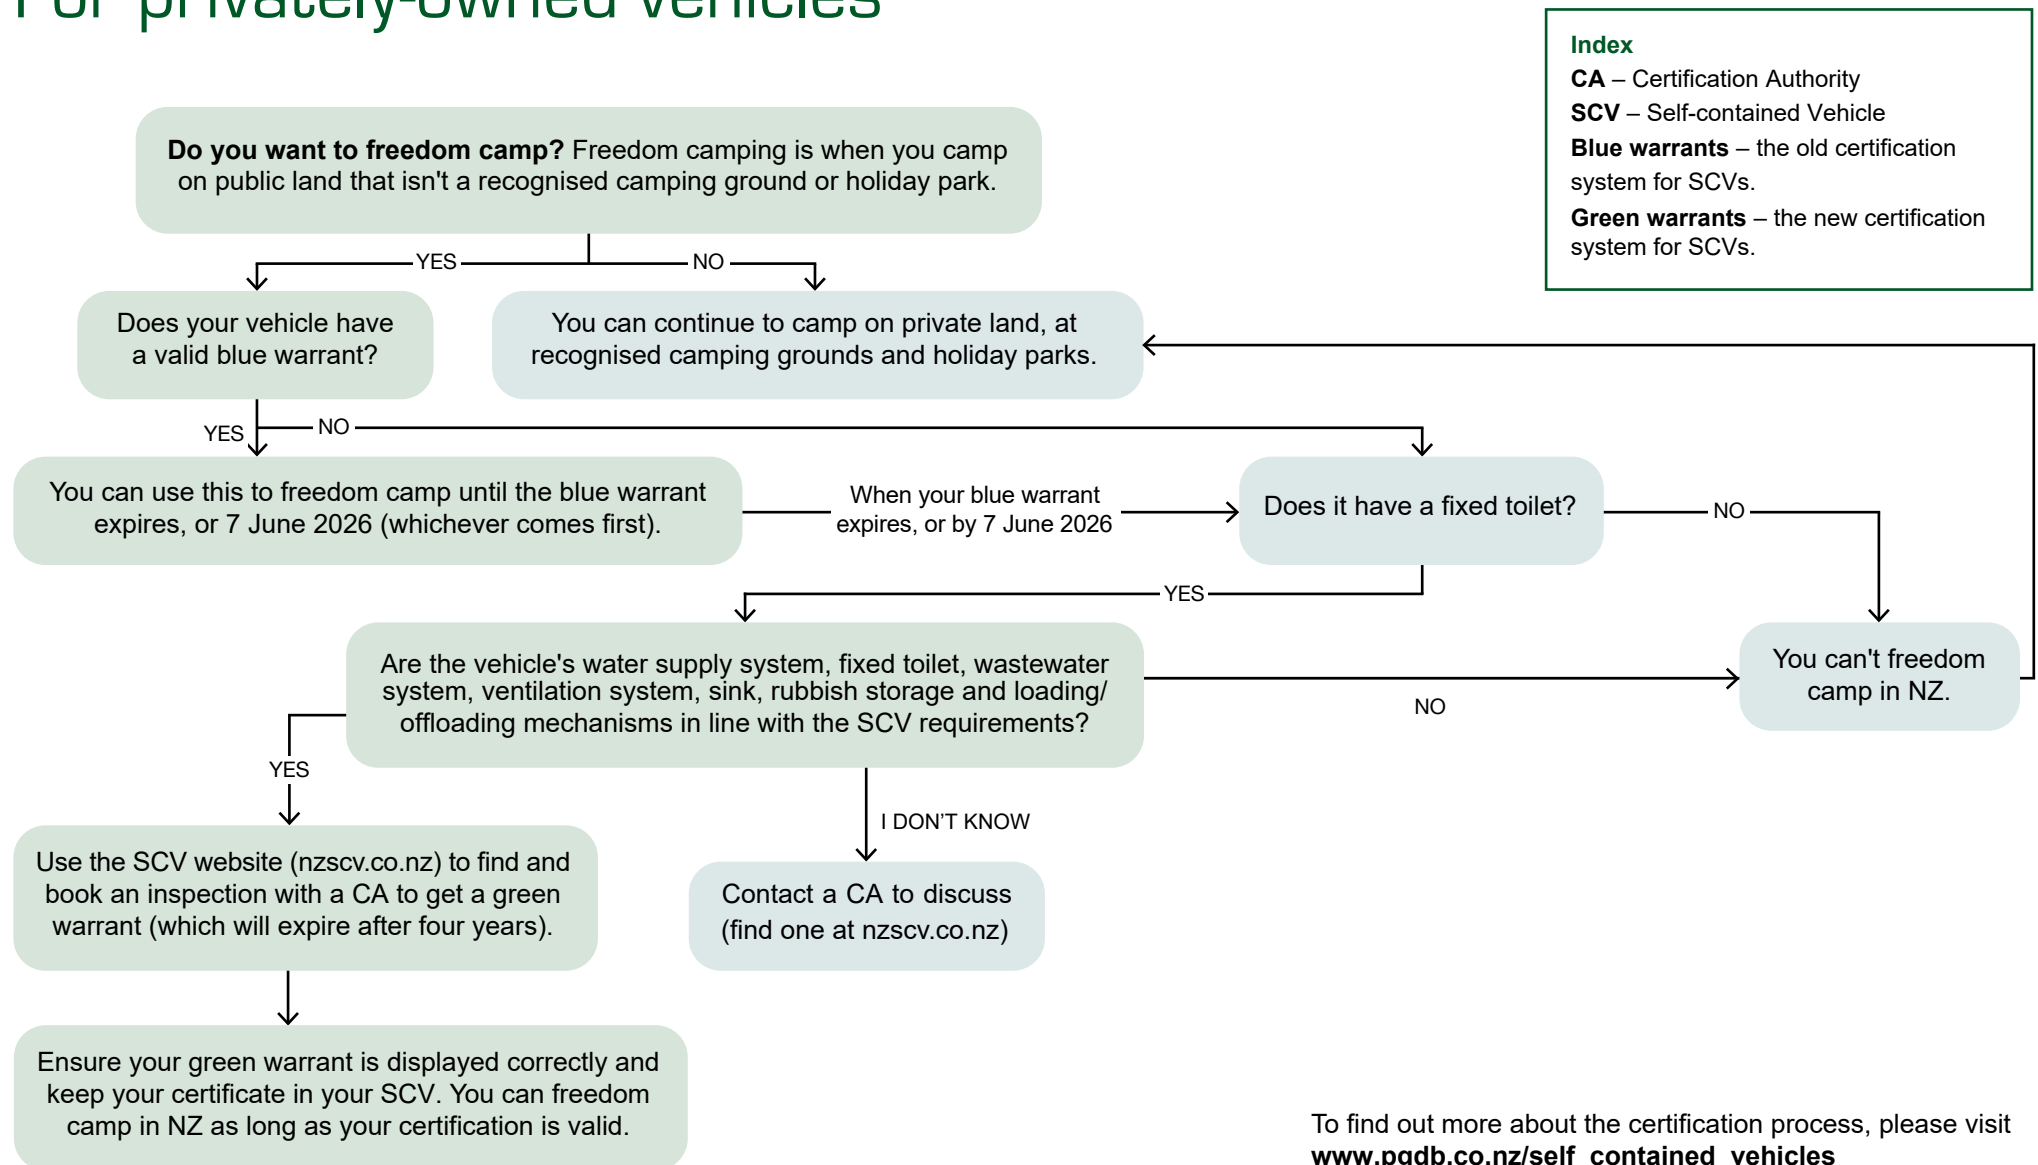 For privately-owned vehicles
Index
CA – Certification Authority
SCV – Self-contained Vehicle
Blue warrants – the old certification
system for SCVs.
Green warrants – the new certification
system for SCVs.
Do you want to freedom camp? Freedom camping is when you camp
on public land that isn't a recognised camping ground or holiday park.
YES
NO
Does your vehicle have
a valid blue warrant?
You can continue to camp on private land, at
recognised camping grounds and holiday parks.
YES
NO
You can use this to freedom camp until the blue warrant
expires, or 7 June 2026 (whichever comes first).
When your blue warrant
expires, or by 7 June 2026
Does it have a fixed toilet?
NO
YES
Are the vehicle's water supply system, fixed toilet, wastewater
system, ventilation system, sink, rubbish storage and loading/
offloading mechanisms in line with the SCV requirements?
NO
You can't freedom
camp in NZ.
YES
I DON'T KNOW
Use the SCV website (nzscv.co.nz) to find and
book an inspection with a CA to get a green
warrant (which will expire after four years).
Contact a CA to discuss
(find one at nzscv.co.nz)
Ensure your green warrant is displayed correctly and
keep your certificate in your SCV. You can freedom
camp in NZ as long as your certification is valid.
To find out more about the certification process, please visit
www.pgdb.co.nz/self_contained_vehicles